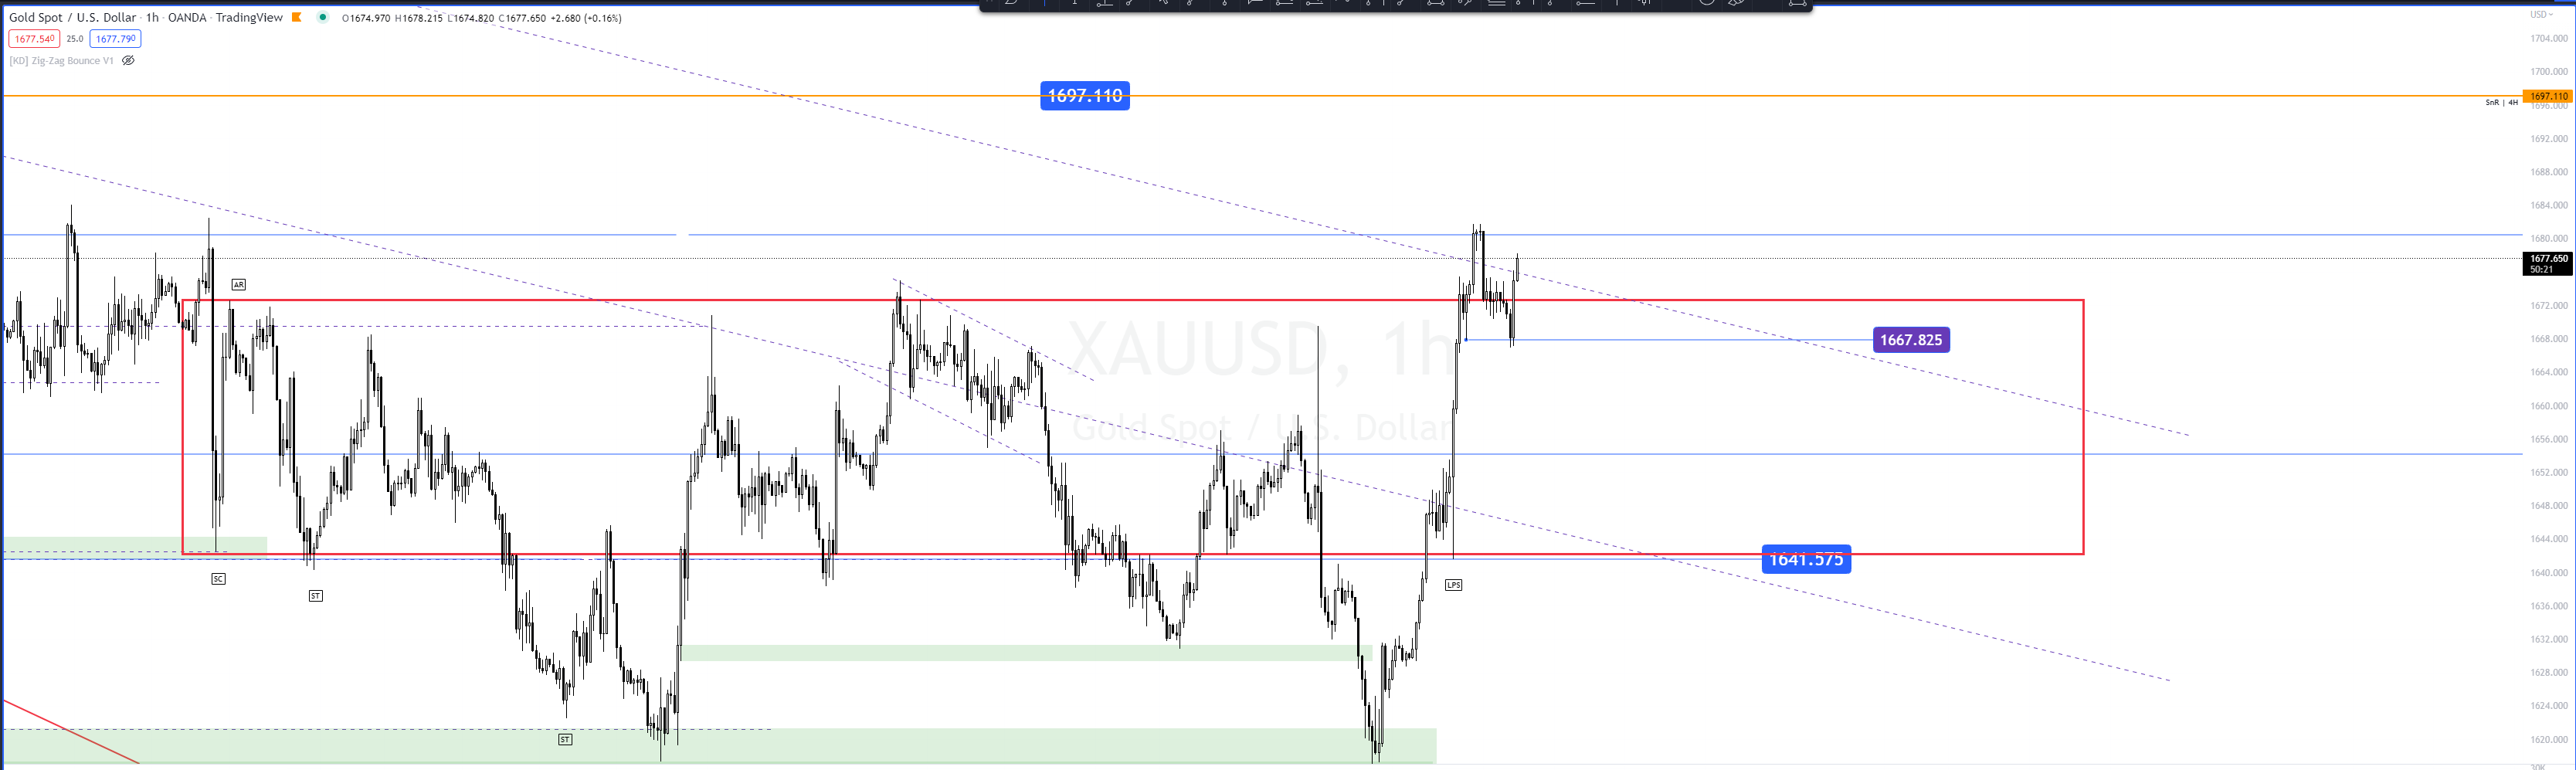 Gold Spot / U.S. Dollar · 1h · OANDA · TradingView O1674.970 H1678.215 L1674.820 C1677.650 +2.680 (+0.16%)
1677.540 25.0 1677.790
[KD] Zig-Zag Bounce V1
USD
1704.000
1700.000
1697.110
1697.110
SnR | 4H
1696.000
1692.000
1688.000
1684.000
1680.000
1677.650
50:21
AR
1672.000
XAUUSD, 1h
1667.825
1668.000
1664.000
1660.000
Gold Spot / U.S. Dollar
1656.000
1652.000
1648.000
1644.000
1641.575
1640.000
SC
LPS
ST
1636.000
1632.000
1628.000
1624.000
ST
1620.000